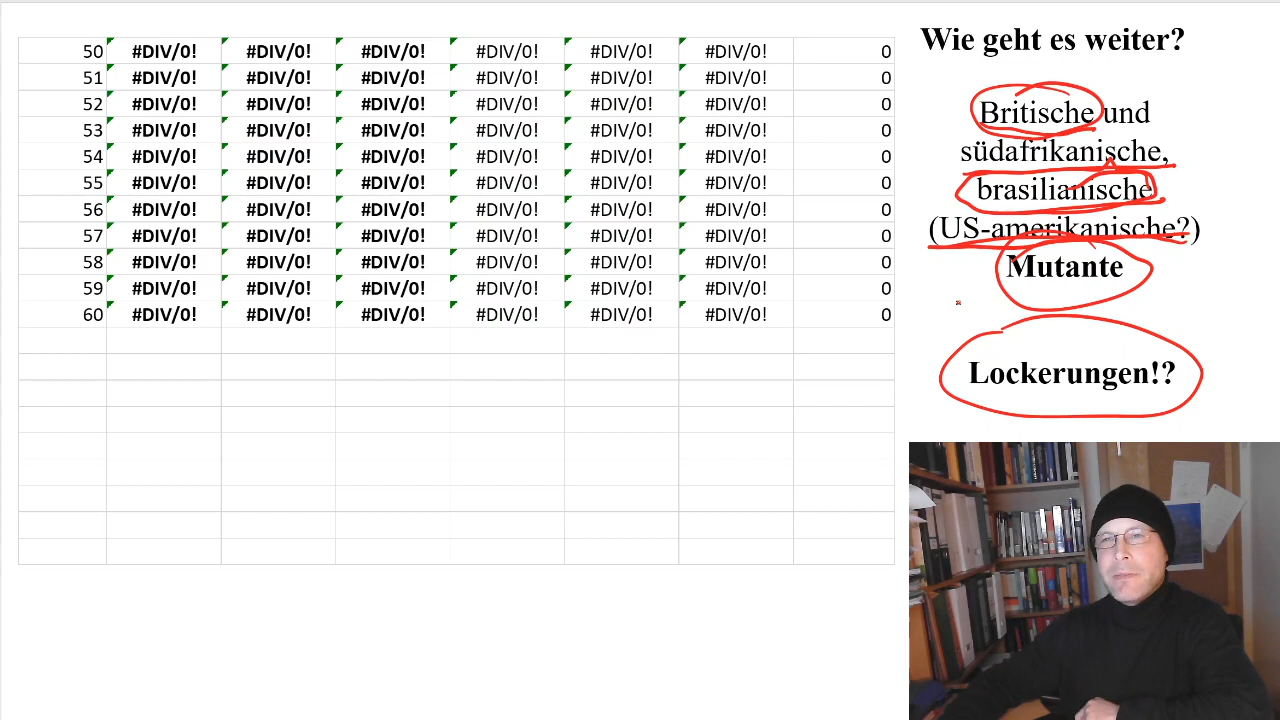 50 #DIV/0! #DIV/0! #DIV/0! #DIV/0! #DIV/0! #DIV/0! 0
51 #DIV/0! #DIV/0! #DIV/0! #DIV/0! #DIV/0! #DIV/0! 0
52 #DIV/0! #DIV/0! #DIV/0! #DIV/0! #DIV/0! #DIV/0! 0
53 #DIV/0! #DIV/0! #DIV/0! #DIV/0! #DIV/0! #DIV/0! 0
54 #DIV/0! #DIV/0! #DIV/0! #DIV/0! #DIV/0! #DIV/0! 0
55 #DIV/0! #DIV/0! #DIV/0! #DIV/0! #DIV/0! #DIV/0! 0
56 #DIV/0! #DIV/0! #DIV/0! #DIV/0! #DIV/0! #DIV/0! 0
57 #DIV/0! #DIV/0! #DIV/0! #DIV/0! #DIV/0! #DIV/0! 0
58 #DIV/0! #DIV/0! #DIV/0! #DIV/0! #DIV/0! #DIV/0! 0
59 #DIV/0! #DIV/0! #DIV/0! #DIV/0! #DIV/0! #DIV/0! 0
60 #DIV/0! #DIV/0! #DIV/0! #DIV/0! #DIV/0! #DIV/0! 0
Wie geht es weiter?
Britische und
südafrikanische,
brasilianische
(US-amerikanische?)
Mutante
Lockerungen!?